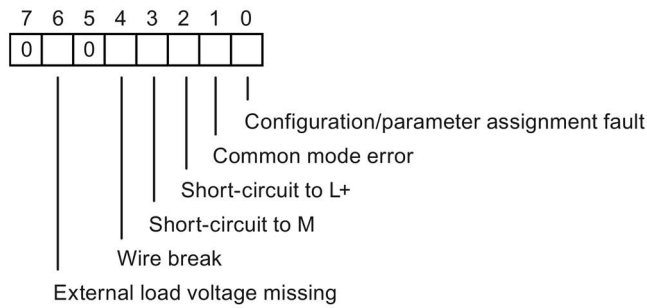 7 6 5 4 3 2 1 0
0 0
Configuration/parameter assignment fault
Common mode error
Short-circuit to L+
Short-circuit to M
Wire break
External load voltage missing